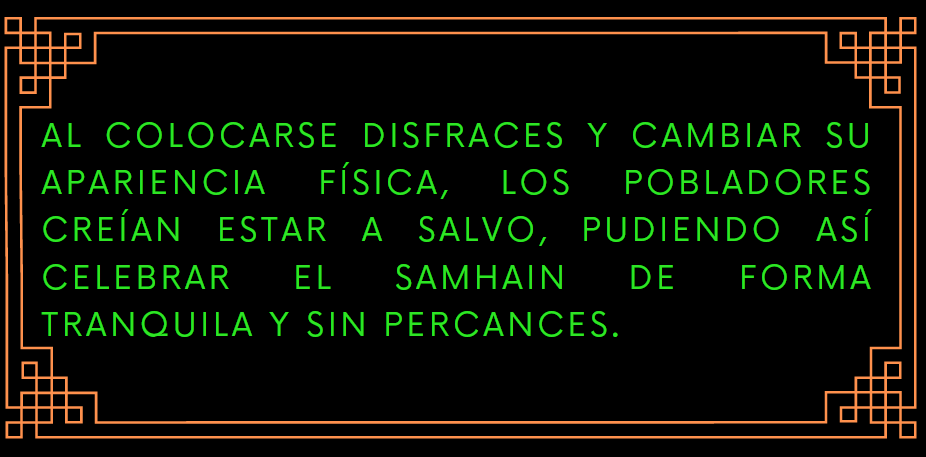 AL COLOCARSE DISFRACES Y CAMBIAR SU
APARIENCIA FÍSICA, LOS POBLADORES
CREÍAN ESTAR A SALVO, PUDIENDO ASÍ
CELEBRAR EL SAMHAIN DE FORMA
TRANQUILA Y SIN PERCANCES.